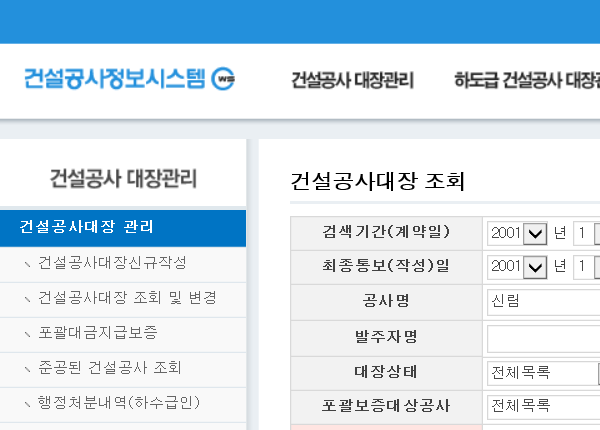 건설공사정보시스템 CWS
건설공사 대장관리
하도급 건설공사 대장관
건설공사 대장관리
건설공사대장 관리
건설공사대장신규작성
건설공사대장 조회 및 변경
포괄대금지급보증
준공된 건설공사 조회
행정처분내역(하수급인)
건설공사대장 조회
검색기간(계약일) 2001 년 1
최종통보(작성)일 2001 년 1
공사명 신림
발주자명
대장상태 전체목록
포괄보증대상공사 전체목록